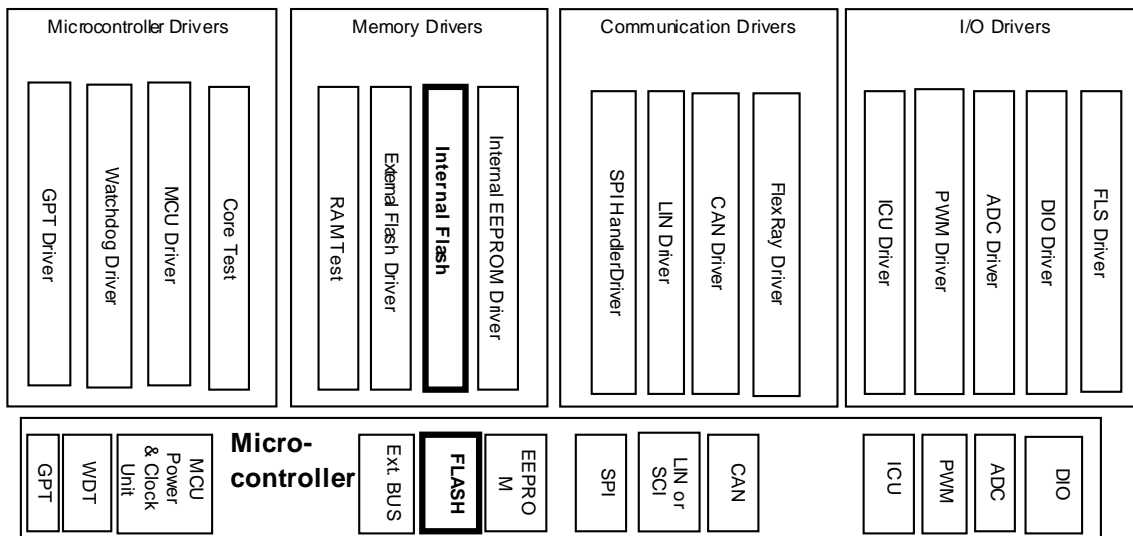 Microcontroller Drivers
Memory Drivers
Communication Drivers
I/O Drivers
GPT Driver
Watchdog Driver
MCU Driver
Core Test
RAM Test
External Flash Driver
Internal Flash
Internal EEPROM Driver
SPI Handler Driver
LIN Driver
CAN Driver
FlexRay Driver
ICU Driver
PWM Driver
ADC Driver
DIO Driver
FLS Driver
GPT
WDT
MCU
Power
& Clock
Unit
Micro-
controller
Ext. BUS
FLASH
EEPRO
M
SPI
LIN or
SCI
CAN
ICU
PWM
ADC
DIO